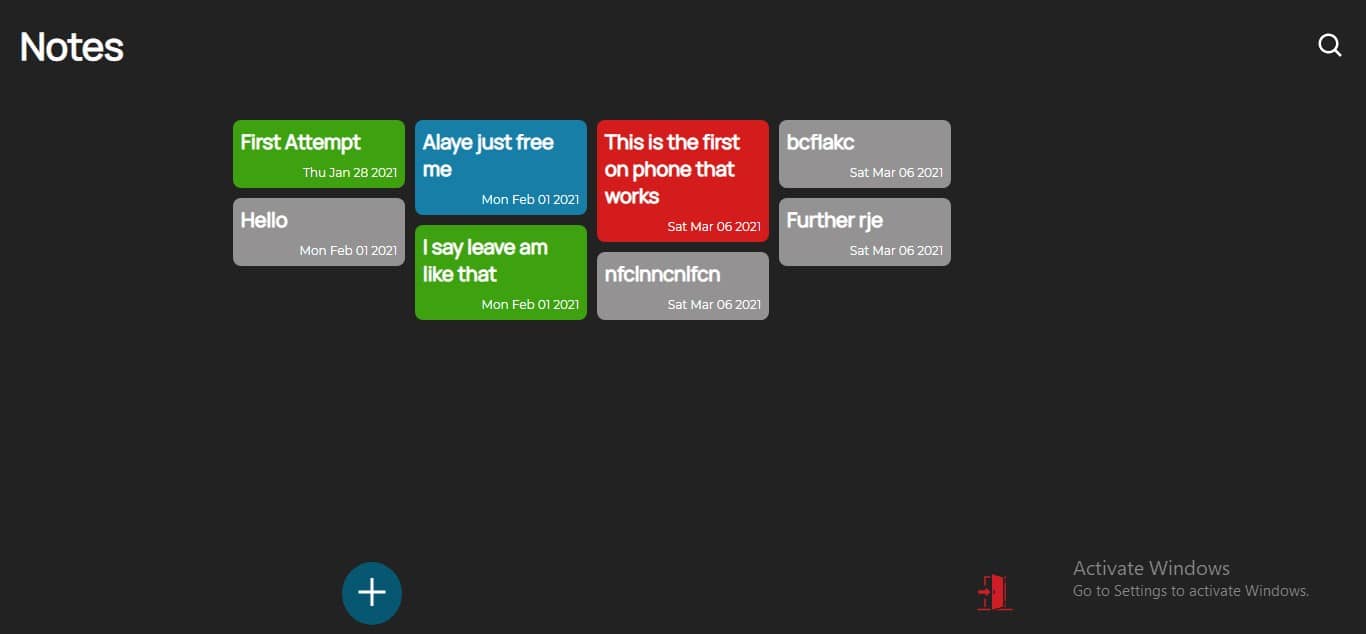 Notes
First Attempt
Thu Jan 28 2021
Hello
Mon Feb 01 2021
Alaye just free
me
Mon Feb 01 2021
I say leave am
like that
Mon Feb 01 2021
This is the first
on phone that
works
Sat Mar 06 2021
nfclnncnlfcn
Sat Mar 06 2021
bcflakc
Sat Mar 06 2021
Further rje
Sat Mar 06 2021
Activate Windows
Go to Settings to activate Windows.